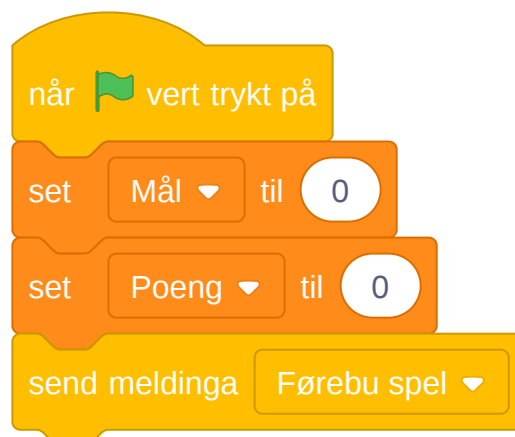 når vert trykt på
set Mål til 0
set Poeng til 0
send meldinga Førebu spel